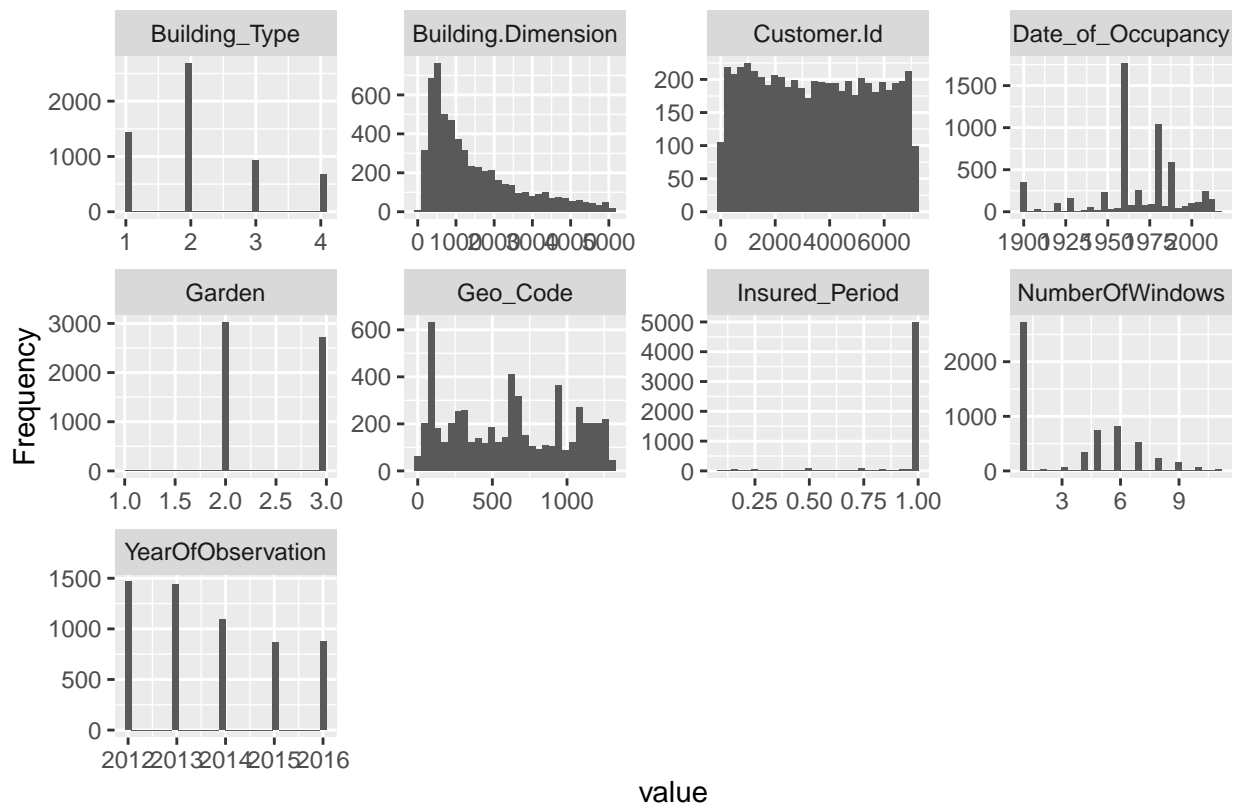 Building_Type
Building.Dimension
Customer.Id
Date_of_Occupancy
2000
1000
0
1 2 3 4
600
400
200
0
0 1000 2000 3000 4000 5000
200
150
100
50
0
0 2000 4000 6000
1500
1000
500
0
1900 1925 1950 1975 2000
Garden
Geo_Code
Insured_Period
NumberOfWindows
3000
2000
1000
0
1.0 1.5 2.0 2.5 3.0
600
400
200
0
0 500 1000
5000
4000
3000
2000
1000
0
0.25 0.50 0.75 1.00
2000
1000
0
3 6 9
YearOfObservation
1500
1000
500
0
2012 2013 2014 2015 2016
Frequency
value